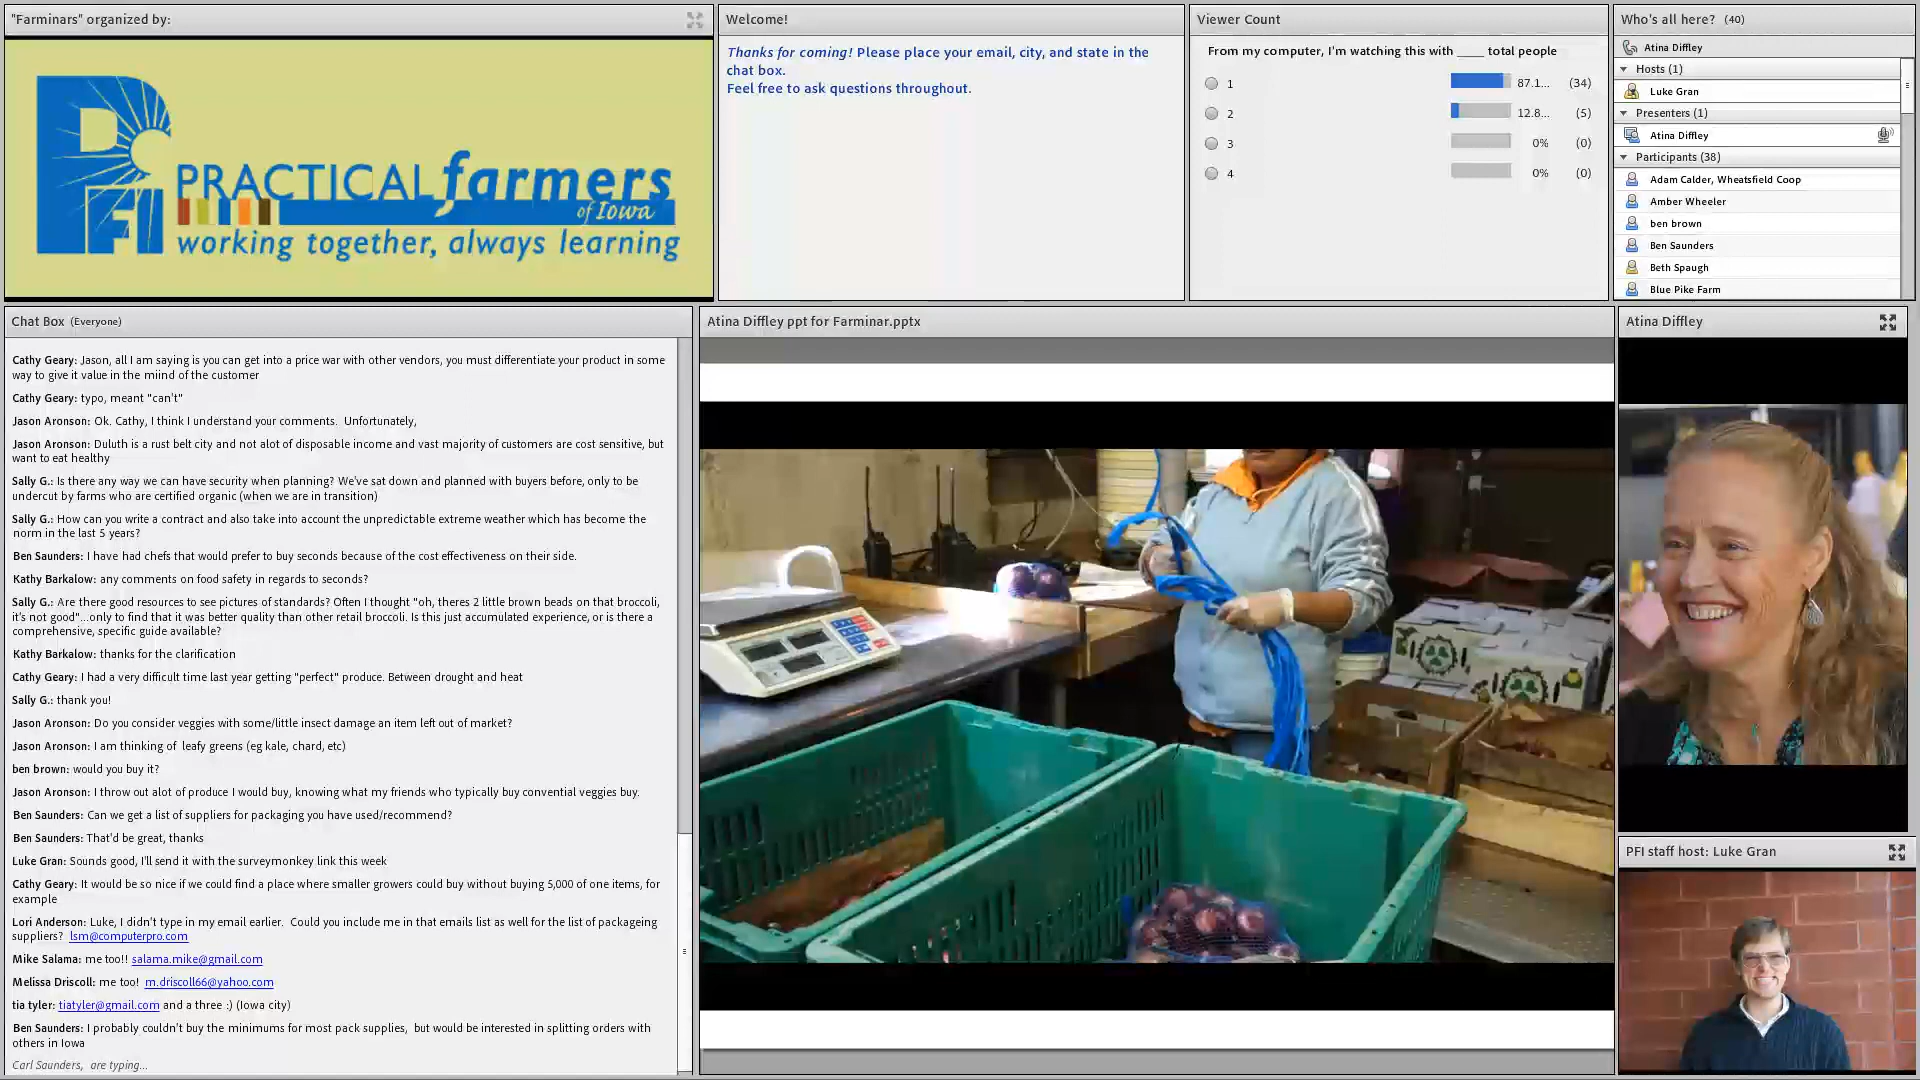 "Farminars" organized by:
PRACTICAL farmers
of Iowa
working together, always learning
PFI
Welcome!
Thanks for coming! Please place your email, city, and state in the
chat box.
Feel free to ask questions throughout.
Viewer Count
From my computer, I'm watching this with ____ total people
1 87.1... (34)
2 12.8... (5)
3 0% (0)
4 0% (0)
Who's all here? (40)
Atina Diffley
Hosts (1)
Luke Gran
Presenters (1)
Atina Diffley
Participants (38)
Adam Calder, Wheatsfield Coop
Amber Wheeler
ben brown
Ben Saunders
Beth Spaugh
Blue Pike Farm
Chat Box (Everyone)
Cathy Geary: Jason, all I am saying is you can get into a price war with other vendors, you must differentiate your product in some
way to give it value in the miind of the customer
Cathy Geary: typo, meant "can't"
Jason Aronson: Ok. Cathy, I think I understand your comments. Unfortunately,
Jason Aronson: Duluth is a rust belt city and not alot of disposable income and vast majority of customers are cost sensitive, but
want to eat healthy
Sally G.: Is there any way we can have security when planning? We've sat down and planned with buyers before, only to be
undercut by farms who are certified organic (when we are in transition)
Sally G.: How can you write a contract and also take into account the unpredictable extreme weather which has become the
norm in the last 5 years?
Ben Saunders: I have had chefs that would prefer to buy seconds because of the cost effectiveness on their side.
Kathy Barkalow: any comments on food safety in regards to seconds?
Sally G.: Are there good resources to see pictures of standards? Often I thought "oh, theres 2 little brown beads on that broccoli,
it's not good"...only to find that it was better quality than other retail broccoli. Is this just accumulated experience, or is there a
comprehensive, specific guide available?
Kathy Barkalow: thanks for the clarification
Cathy Geary: I had a very difficult time last year getting "perfect" produce. Between drought and heat
Sally G.: thank you!
Jason Aronson: Do you consider veggies with some/little insect damage an item left out of market?
Jason Aronson: I am thinking of leafy greens (eg kale, chard, etc)
ben brown: would you buy it?
Jason Aronson: I throw out alot of produce I would buy, knowing what my friends who typically buy convential veggies buy.
Ben Saunders: Can we get a list of suppliers for packaging you have used/recommend?
Ben Saunders: That'd be great, thanks
Luke Gran: Sounds good, I'll send it with the surveymonkey link this week
Cathy Geary: It would be so nice if we could find a place where smaller growers could buy without buying 5,000 of one items, for
example
Lori Anderson: Luke, I didn't type in my email earlier. Could you include me in that emails list as well for the list of packageing
suppliers? lsm@computerpro.com
Mike Salama: me too!! salama.mike@gmail.com
Melissa Driscoll: me too! m.driscoll66@yahoo.com
tia tyler: tiatyler@gmail.com and a three :) (Iowa city)
Ben Saunders: I probably couldn't buy the minimums for most pack supplies, but would be interested in splitting orders with
others in Iowa
Carl Saunders, are typing...
Atina Diffley ppt for Farminar.pptx
Atina Diffley
PFI staff host: Luke Gran